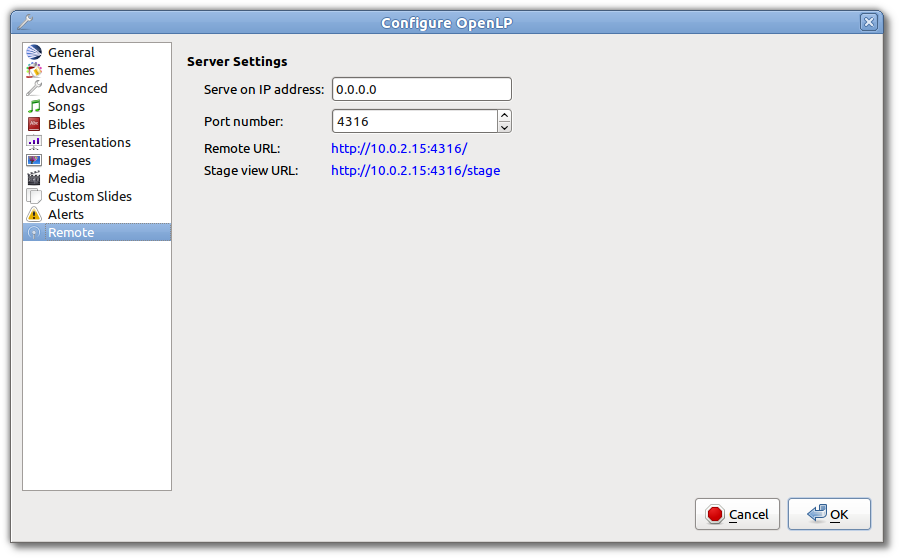 Configure OpenLP
General
Themes
Advanced
Songs
Bibles
Presentations
Images
Media
Custom Slides
Alerts
Remote
Server Settings
Serve on IP address: 0.0.0.0
Port number: 4316
Remote URL: http://10.0.2.15:4316/
Stage view URL: http://10.0.2.15:4316/stage
Cancel OK